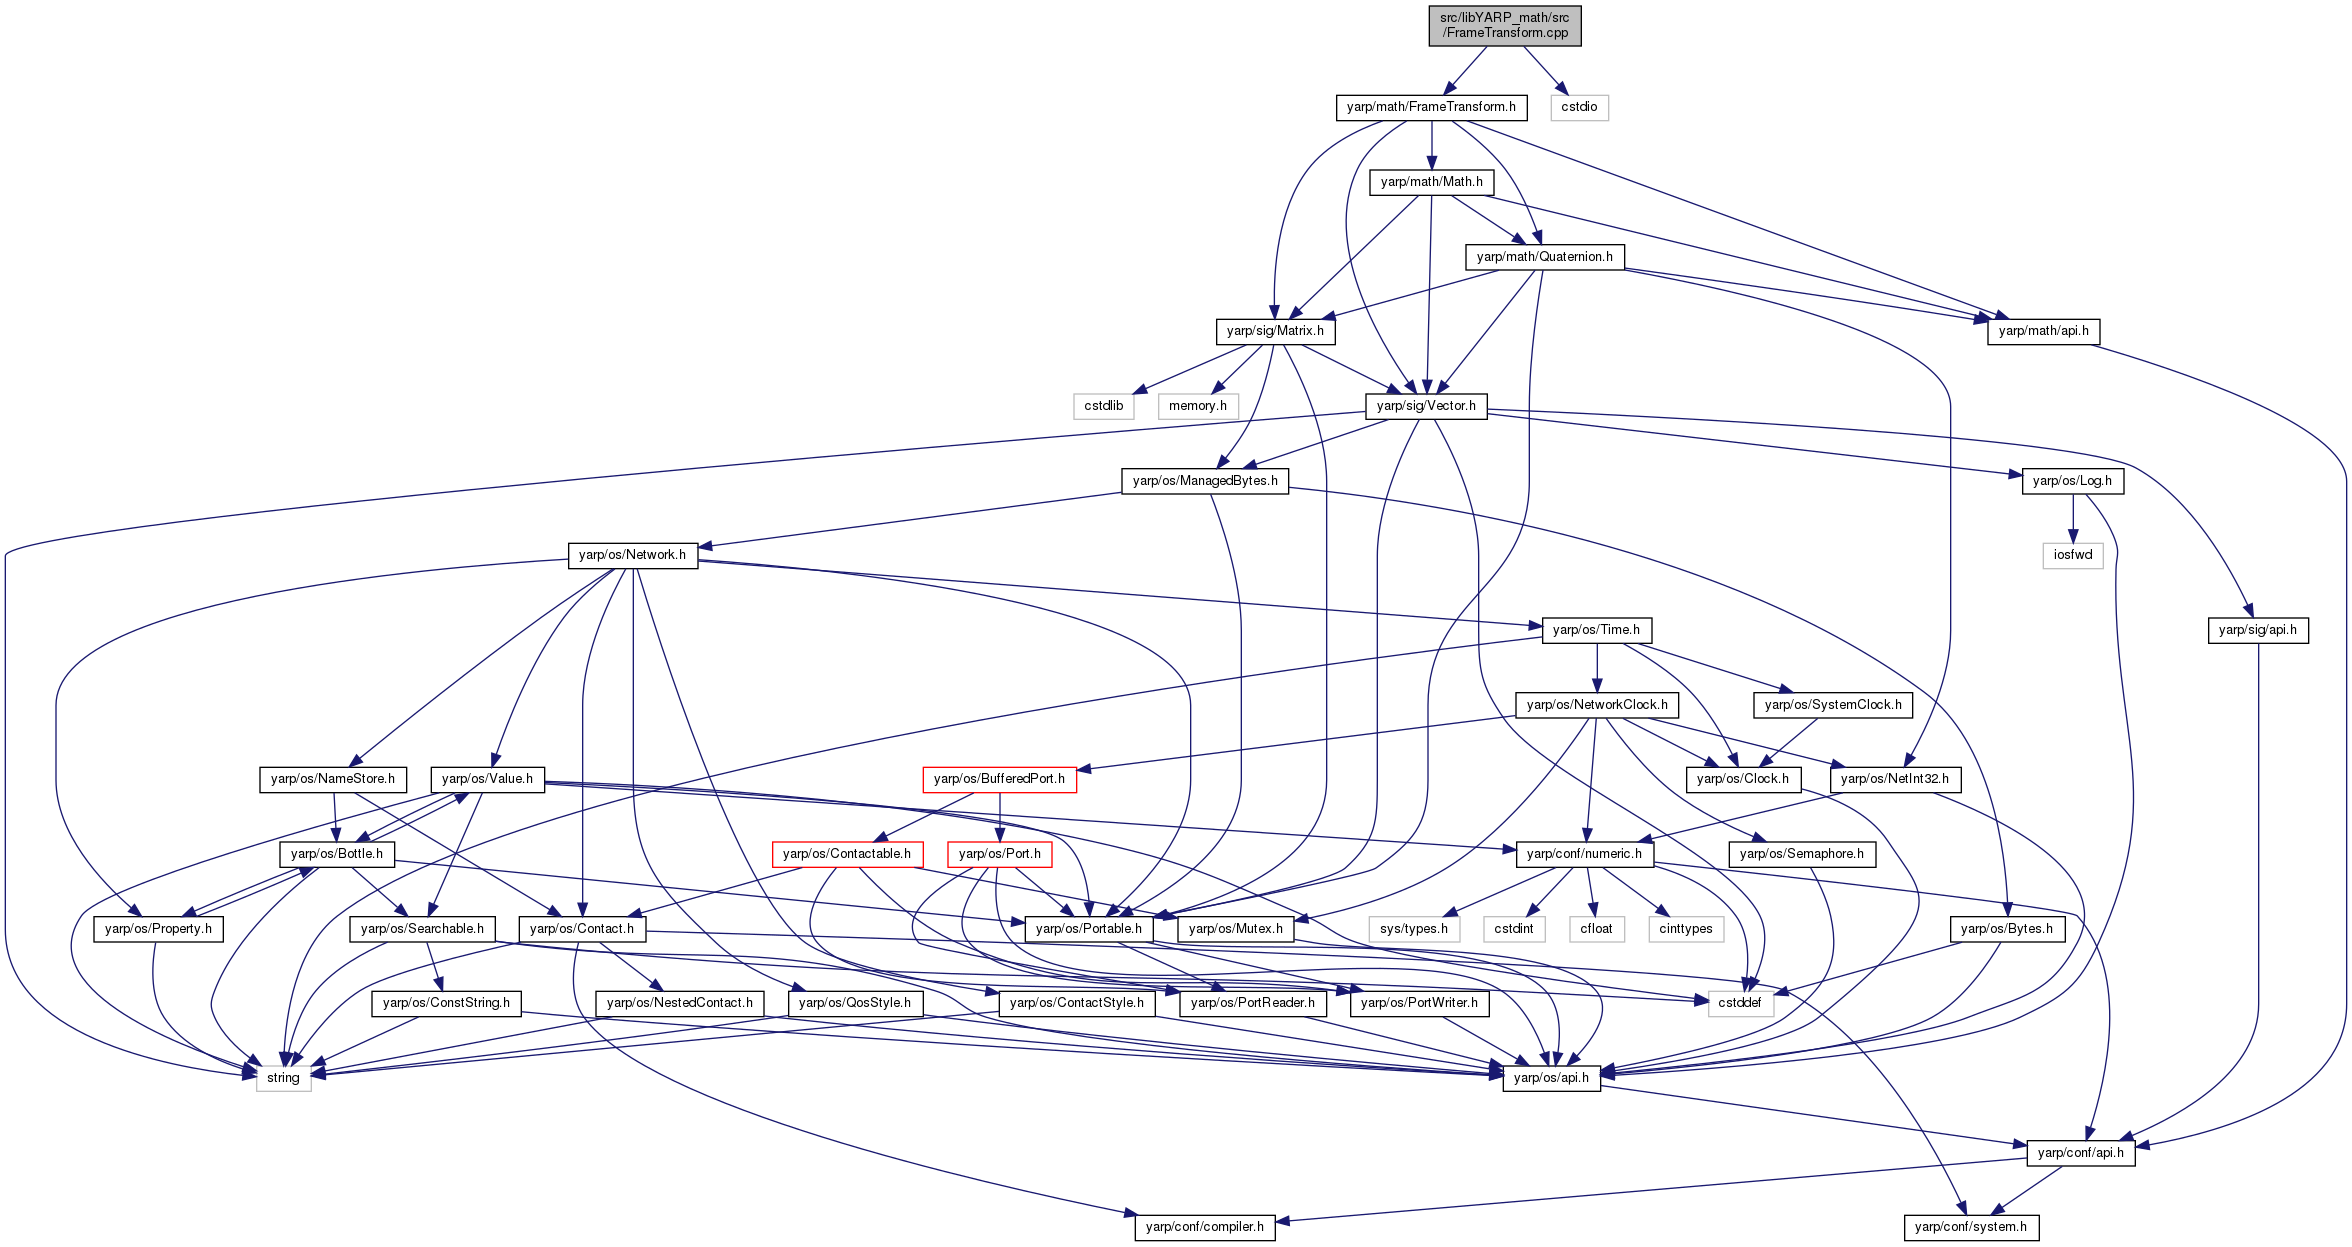 src/libYARP_math/src
/FrameTransform.cpp
yarp/math/FrameTransform.h
cstdio
yarp/math/Math.h
yarp/math/Quaternion.h
yarp/sig/Matrix.h
yarp/math/api.h
cstdlib
memory.h
yarp/sig/Vector.h
yarp/os/ManagedBytes.h
yarp/os/Log.h
yarp/os/Network.h
iosfwd
yarp/os/Time.h
yarp/sig/api.h
yarp/os/NetworkClock.h
yarp/os/SystemClock.h
yarp/os/NameStore.h
yarp/os/Value.h
yarp/os/BufferedPort.h
yarp/os/Clock.h
yarp/os/NetInt32.h
yarp/os/Bottle.h
yarp/os/Contactable.h
yarp/os/Port.h
yarp/conf/numeric.h
yarp/os/Semaphore.h
yarp/os/Property.h
yarp/os/Searchable.h
yarp/os/Contact.h
yarp/os/Portable.h
yarp/os/Mutex.h
sys/types.h
cstdint
cfloat
cinttypes
yarp/os/Bytes.h
yarp/os/ConstString.h
yarp/os/NestedContact.h
yarp/os/QosStyle.h
yarp/os/ContactStyle.h
yarp/os/PortReader.h
yarp/os/PortWriter.h
cstddef
string
yarp/os/api.h
yarp/conf/api.h
yarp/conf/compiler.h
yarp/conf/system.h